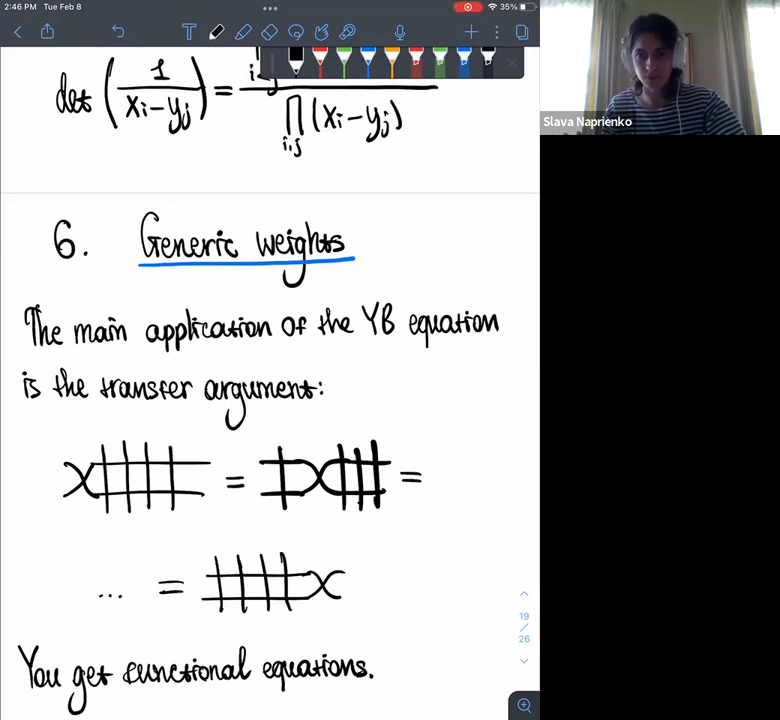 2:46 PM Tue Feb 8
35%
det (1 / (xi - yj)) =
i
∏ (xi - yj)
i,j
Slava Naprienko
6. Generic weights
The main application of the YB equation
is the transfer argument:
= =
... =
19
/
26
You get functional equations.